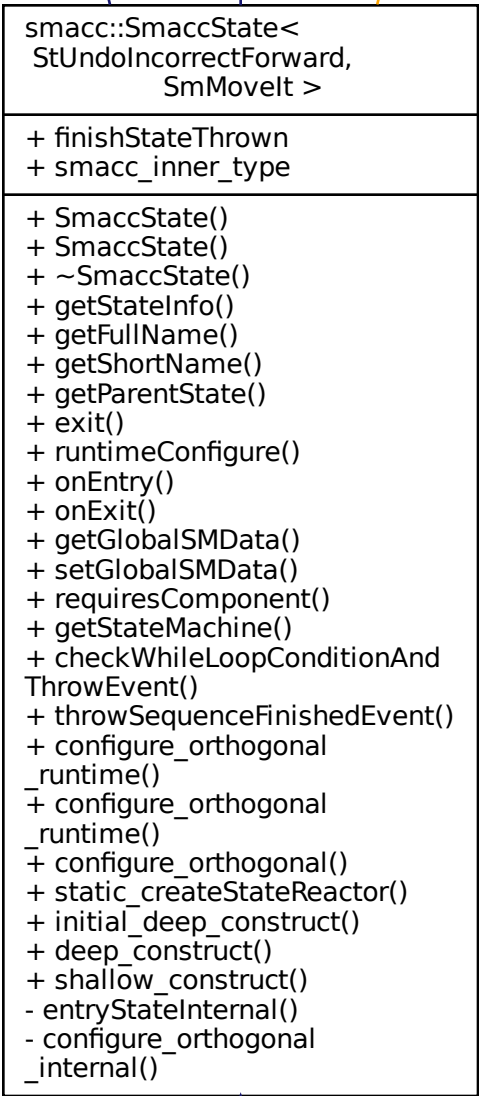 smacc::SmaccState<
StUndoIncorrectForward,
SmMoveIt >
+ finishStateThrown
+ smacc_inner_type
+ SmaccState()
+ SmaccState()
+ ~SmaccState()
+ getStateInfo()
+ getFullName()
+ getShortName()
+ getParentState()
+ exit()
+ runtimeConfigure()
+ onEntry()
+ onExit()
+ getGlobalSMData()
+ setGlobalSMData()
+ requiresComponent()
+ getStateMachine()
+ checkWhileLoopConditionAnd
ThrowEvent()
+ throwSequenceFinishedEvent()
+ configure_orthogonal
_runtime()
+ configure_orthogonal
_runtime()
+ configure_orthogonal()
+ static_createStateReactor()
+ initial_deep_construct()
+ deep_construct()
+ shallow_construct()
- entryStateInternal()
- configure_orthogonal
_internal()